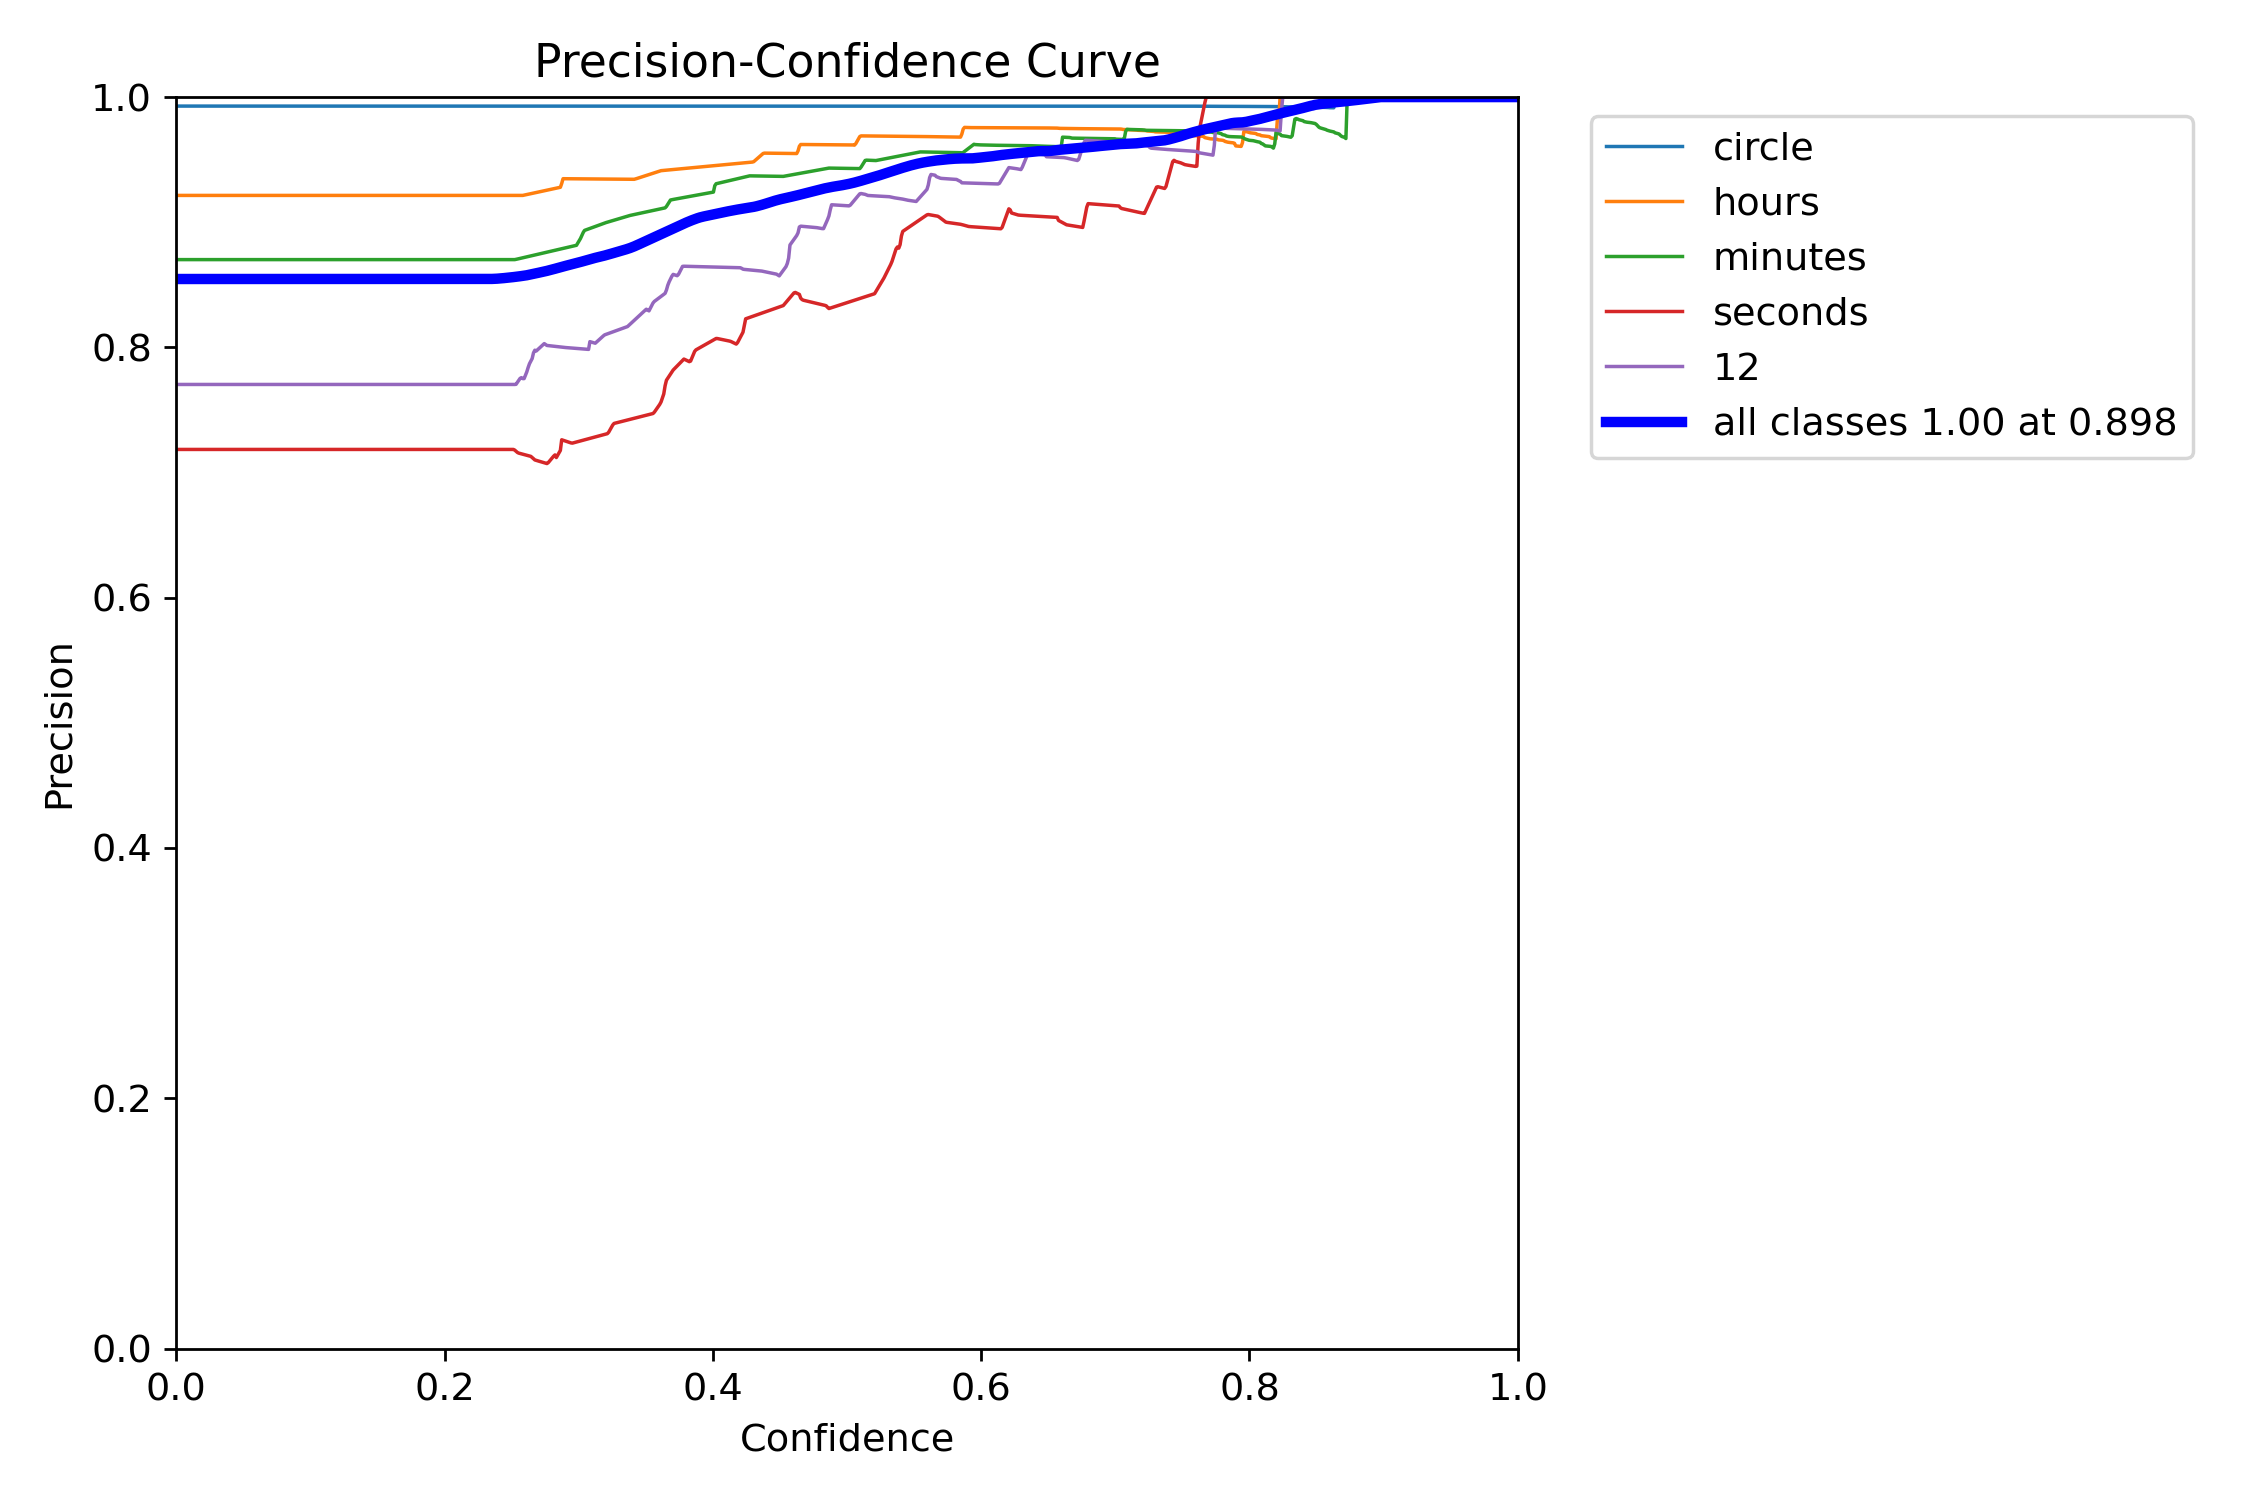 Precision-Confidence Curve
1.0
0.8
0.6
0.4
0.2
0.0
Precision
0.0 0.2 0.4 0.6 0.8 1.0
Confidence
circle
hours
minutes
seconds
12
all classes 1.00 at 0.898